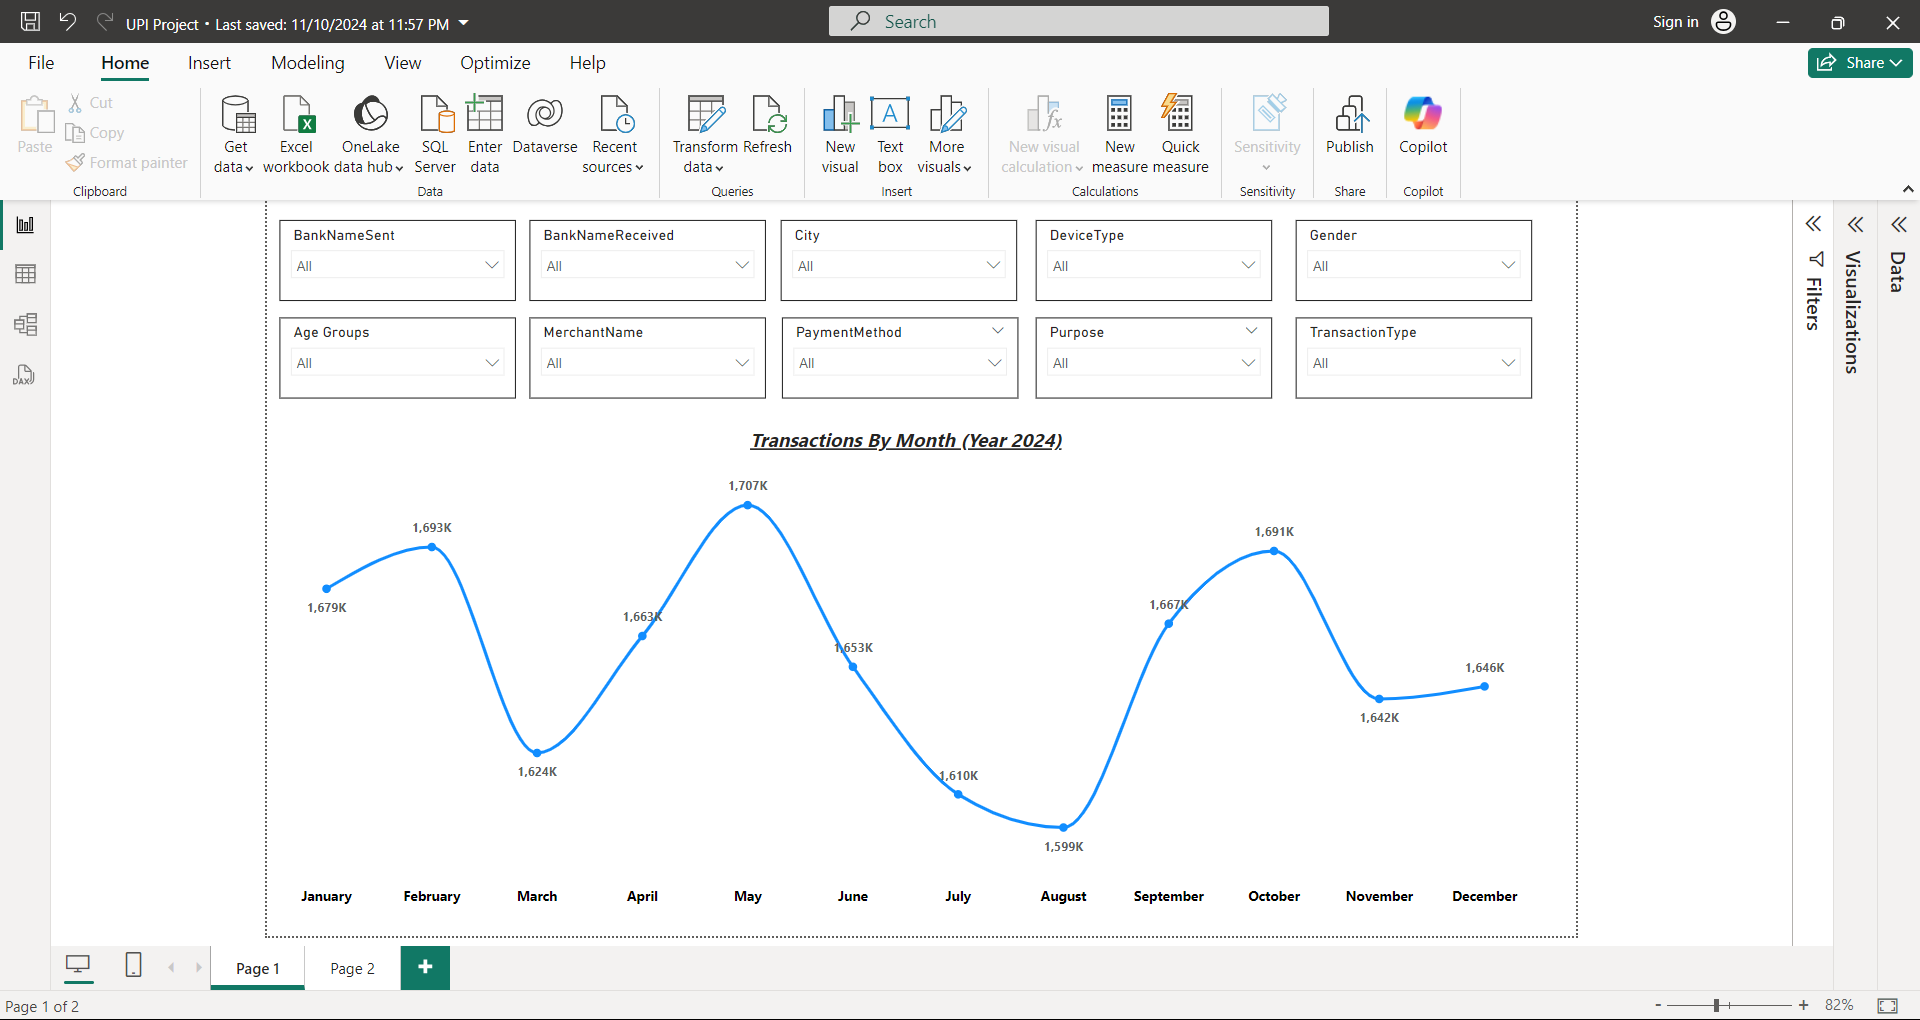 UPI Project • Last saved: 11/10/2024 at 11:57 PM
Search
Sign in
File Home Insert Modeling View Optimize Help
Share
Paste
Cut
Copy
Format painter
Clipboard
Get data
Excel workbook
OneLake data hub
SQL Server
Enter data
Dataverse
Recent sources
Data
Transform data
Refresh
Queries
New visual
Text box
More visuals
Insert
New visual calculation
New measure
Quick measure
Calculations
Sensitivity
Sensitivity
Publish
Share
Copilot
Copilot
BankNameSent
All
BankNameReceived
All
City
All
DeviceType
All
Gender
All
Age Groups
All
MerchantName
All
PaymentMethod
All
Purpose
All
TransactionType
All
Filters
Visualizations
Data
DAX
Transactions By Month (Year 2024)
1,679K
1,693K
1,624K
1,663K
1,707K
1,653K
1,610K
1,599K
1,667K
1,691K
1,642K
1,646K
January February March April May June July August September October November December
Page 1
Page 2
+
Page 1 of 2
- + 82%